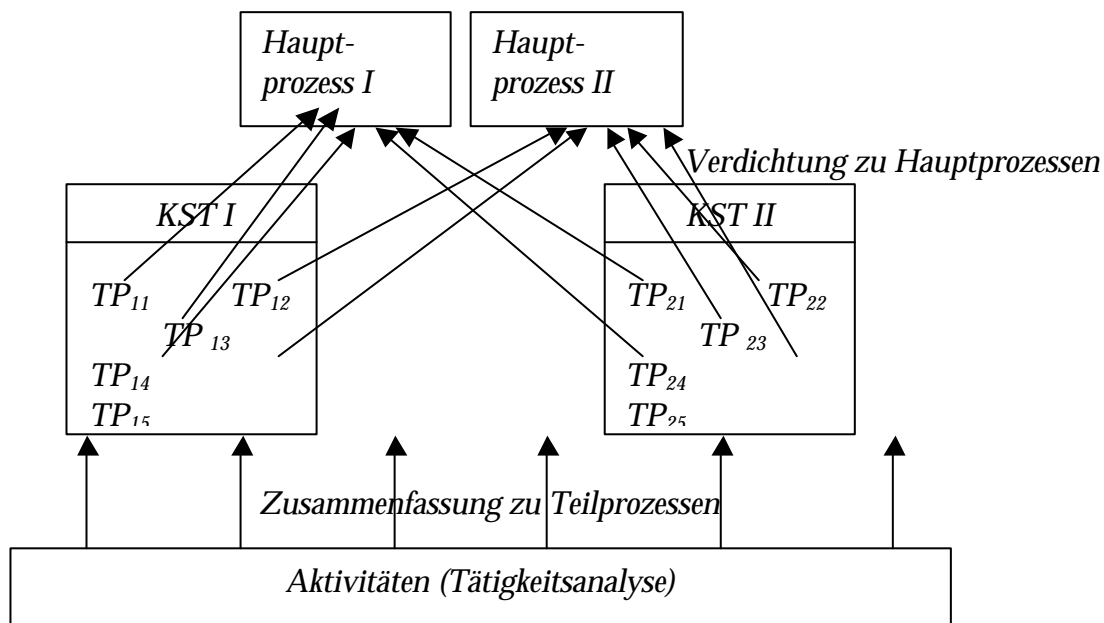 Haupt-
prozess I
Haupt-
prozess II
Verdichtung zu Hauptprozessen
KST I
KST II
TP₁₁
TP₁₂
TP ₁₃
TP₁₄
TP₁₅
TP₂₁
TP₂₂
TP ₂₃
TP₂₄
TP₂₅
Zusammenfassung zu Teilprozessen
Aktivitäten (Tätigkeitsanalyse)